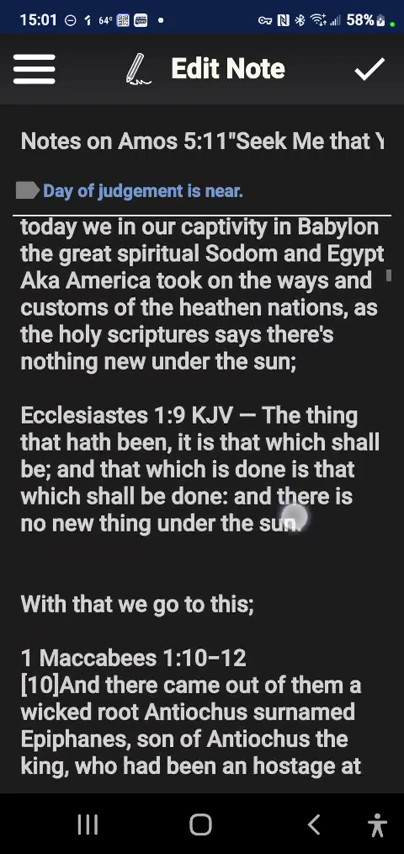 15:01 64° 58%
Edit Note
Notes on Amos 5:11"Seek Me that Y
Day of judgement is near.
today we in our captivity in Babylon
the great spiritual Sodom and Egypt
Aka America took on the ways and
customs of the heathen nations, as
the holy scriptures says there's
nothing new under the sun;
Ecclesiastes 1:9 KJV — The thing
that hath been, it is that which shall
be; and that which is done is that
which shall be done: and there is
no new thing under the sun.
With that we go to this;
1 Maccabees 1:10-12
[10]And there came out of them a
wicked root Antiochus surnamed
Epiphanes, son of Antiochus the
king, who had been an hostage at